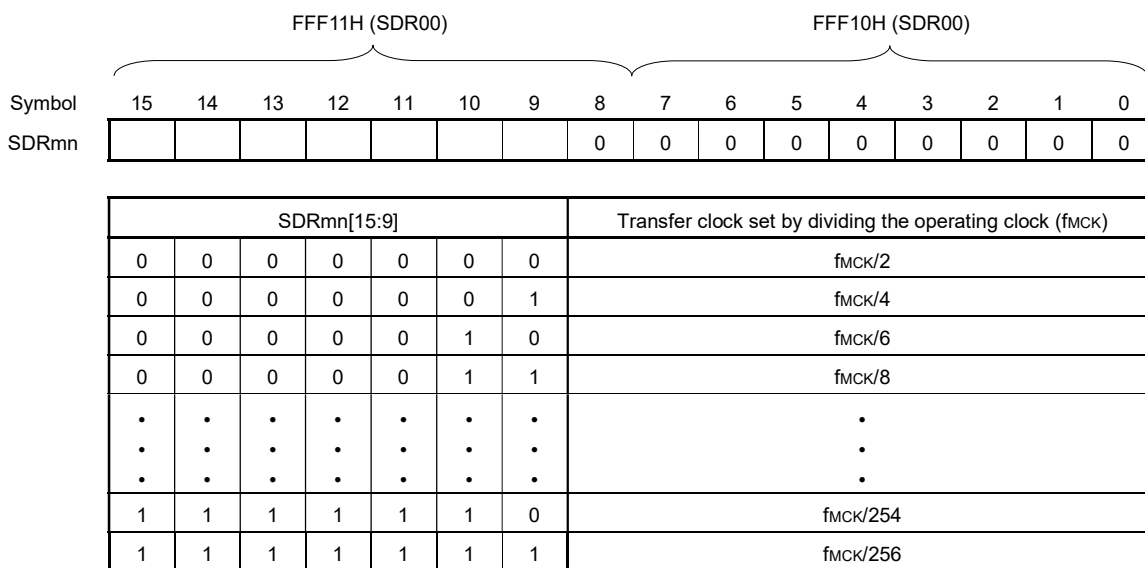 FFF11H (SDR00) FFF10H (SDR00)
Symbol 15 14 13 12 11 10 9 8 7 6 5 4 3 2 1 0
SDRmn 0 0 0 0 0 0 0 0 0
SDRmn[15:9] Transfer clock set by dividing the operating clock (fMCK)
0 0 0 0 0 0 0 fMCK/2
0 0 0 0 0 0 1 fMCK/4
0 0 0 0 0 1 0 fMCK/6
0 0 0 0 0 1 1 fMCK/8
• • • • • • • •
• • • • • • • •
• • • • • • • •
1 1 1 1 1 1 0 fMCK/254
1 1 1 1 1 1 1 fMCK/256